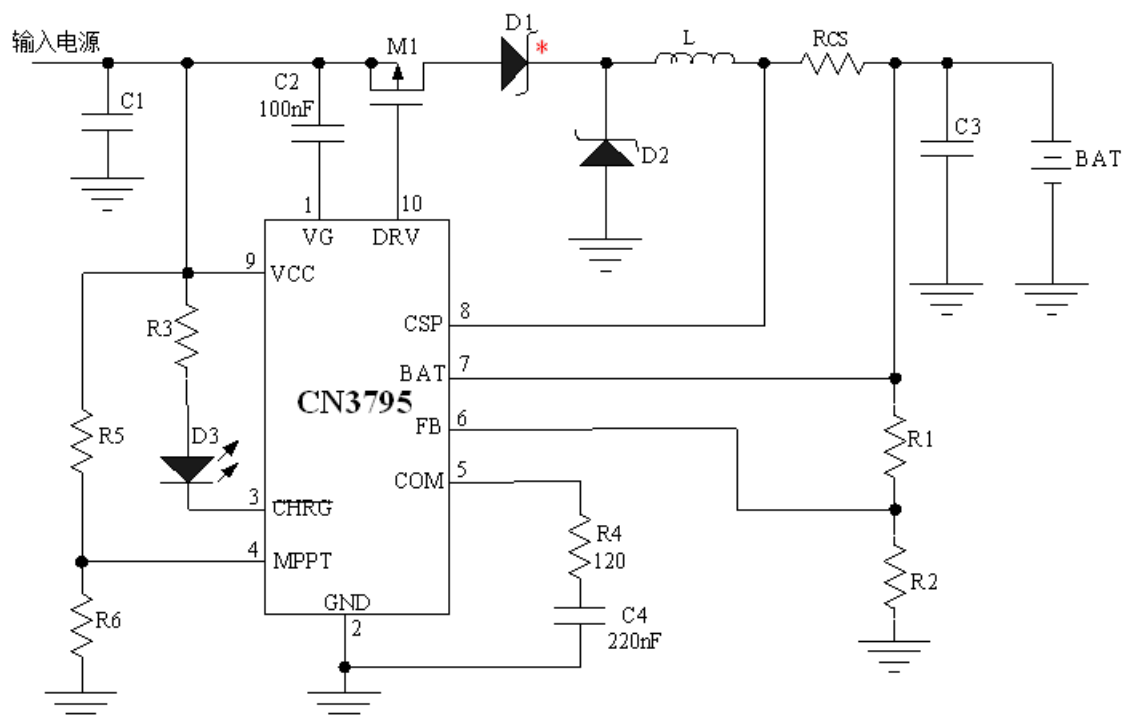 D1
输入电源
M1
*
L
RCS
C2
100nF
C1
C3
D2
BAT
1
10
VG
DRV
9
VCC
8
CSP
R3
7
BAT
CN3795
6
FB
R1
R5
D3
5
COM
3
CHRG
R4
120
4
MPPT
R2
GND
2
C4
220nF
R6